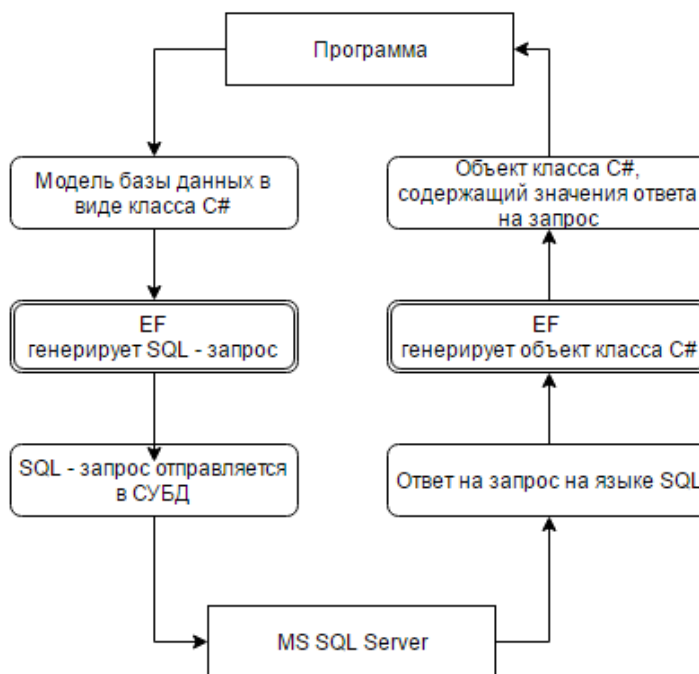 Программа
Модель базы данных в
виде класса C#
EF
генерирует SQL - запрос
SQL - запрос отправляется
в СУБД
MS SQL Server
Ответ на запрос на языке SQL
EF
генерирует объект класса C#
Объект класса C#,
содержащий значения ответа
на запрос